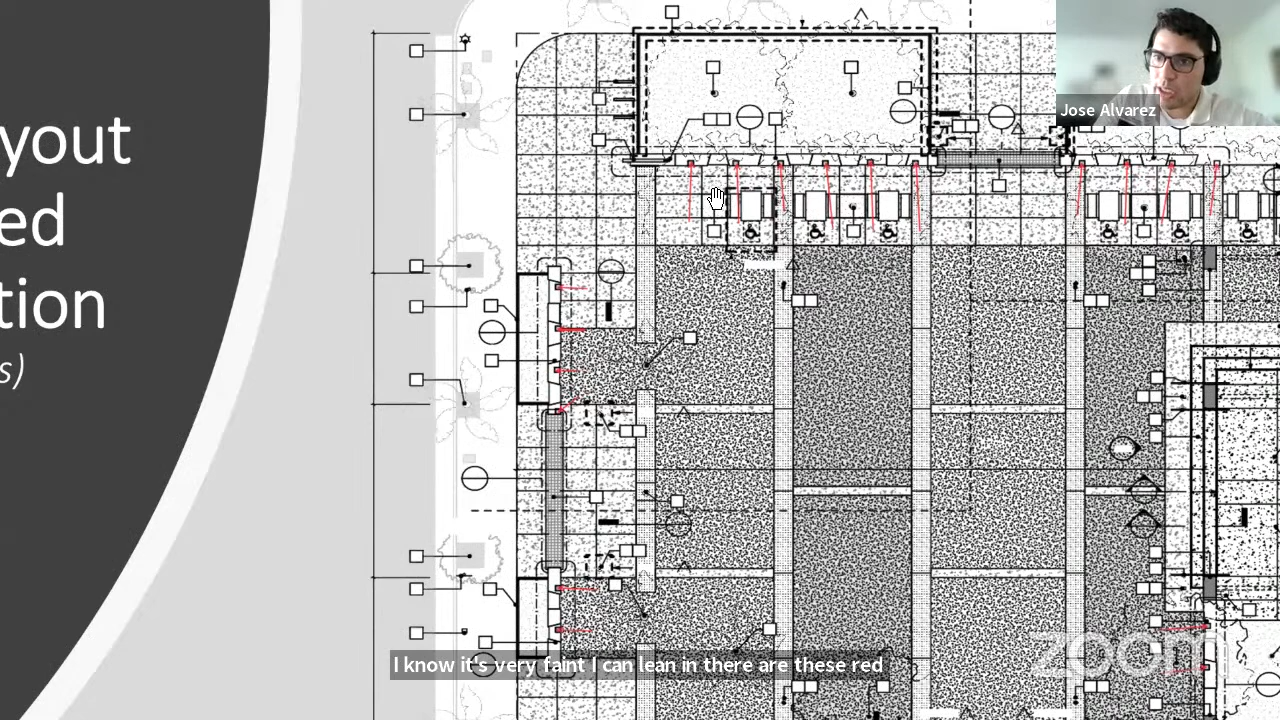 yout
ed
tion
s)
Jose Alvarez
I know it's very faint I can lean in there are these red
zoom